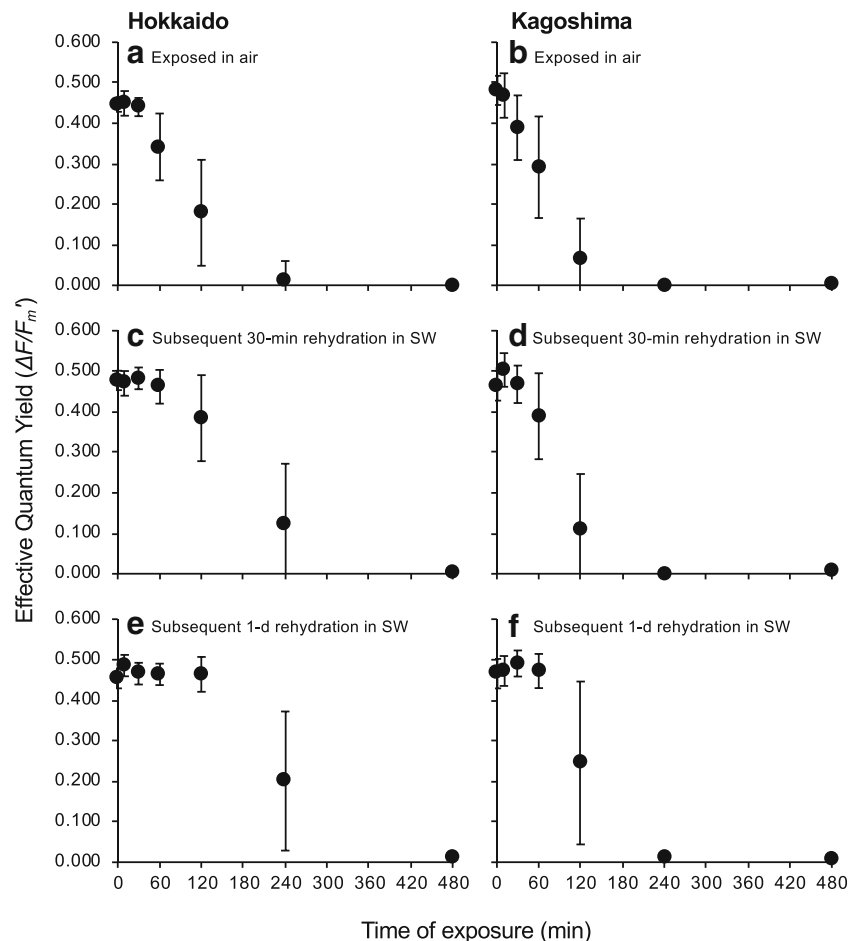 Hokkaido
Kagoshima
a Exposed in air
b Exposed in air
0.600
0.500
0.400
0.300
0.200
0.100
0.000
c Subsequent 30-min rehydration in SW
d Subsequent 30-min rehydration in SW
0.600
0.500
0.400
0.300
0.200
0.100
0.000
e Subsequent 1-d rehydration in SW
f Subsequent 1-d rehydration in SW
0.600
0.500
0.400
0.300
0.200
0.100
0.000
Effective Quantum Yield (ΔF/Fm')
0 60 120 180 240 300 360 420 480
0 60 120 180 240 300 360 420 480
Time of exposure (min)